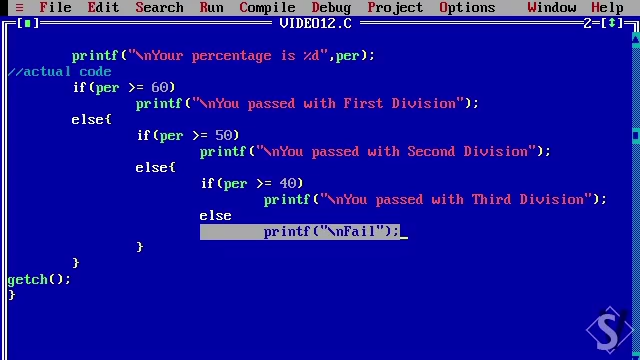 ≡ File Edit Search Run Compile Debug Project Options Window Help
[■] VIDEO12.C 2=[↕]
printf("\nYour percentage is %d",per);
//actual code
if(per >= 60)
printf("\nYou passed with First Division");
else{
if(per >= 50)
printf("\nYou passed with Second Division");
else{
if(per >= 40)
printf("\nYou passed with Third Division");
else
printf("\nFail");
}
}
getch();
}